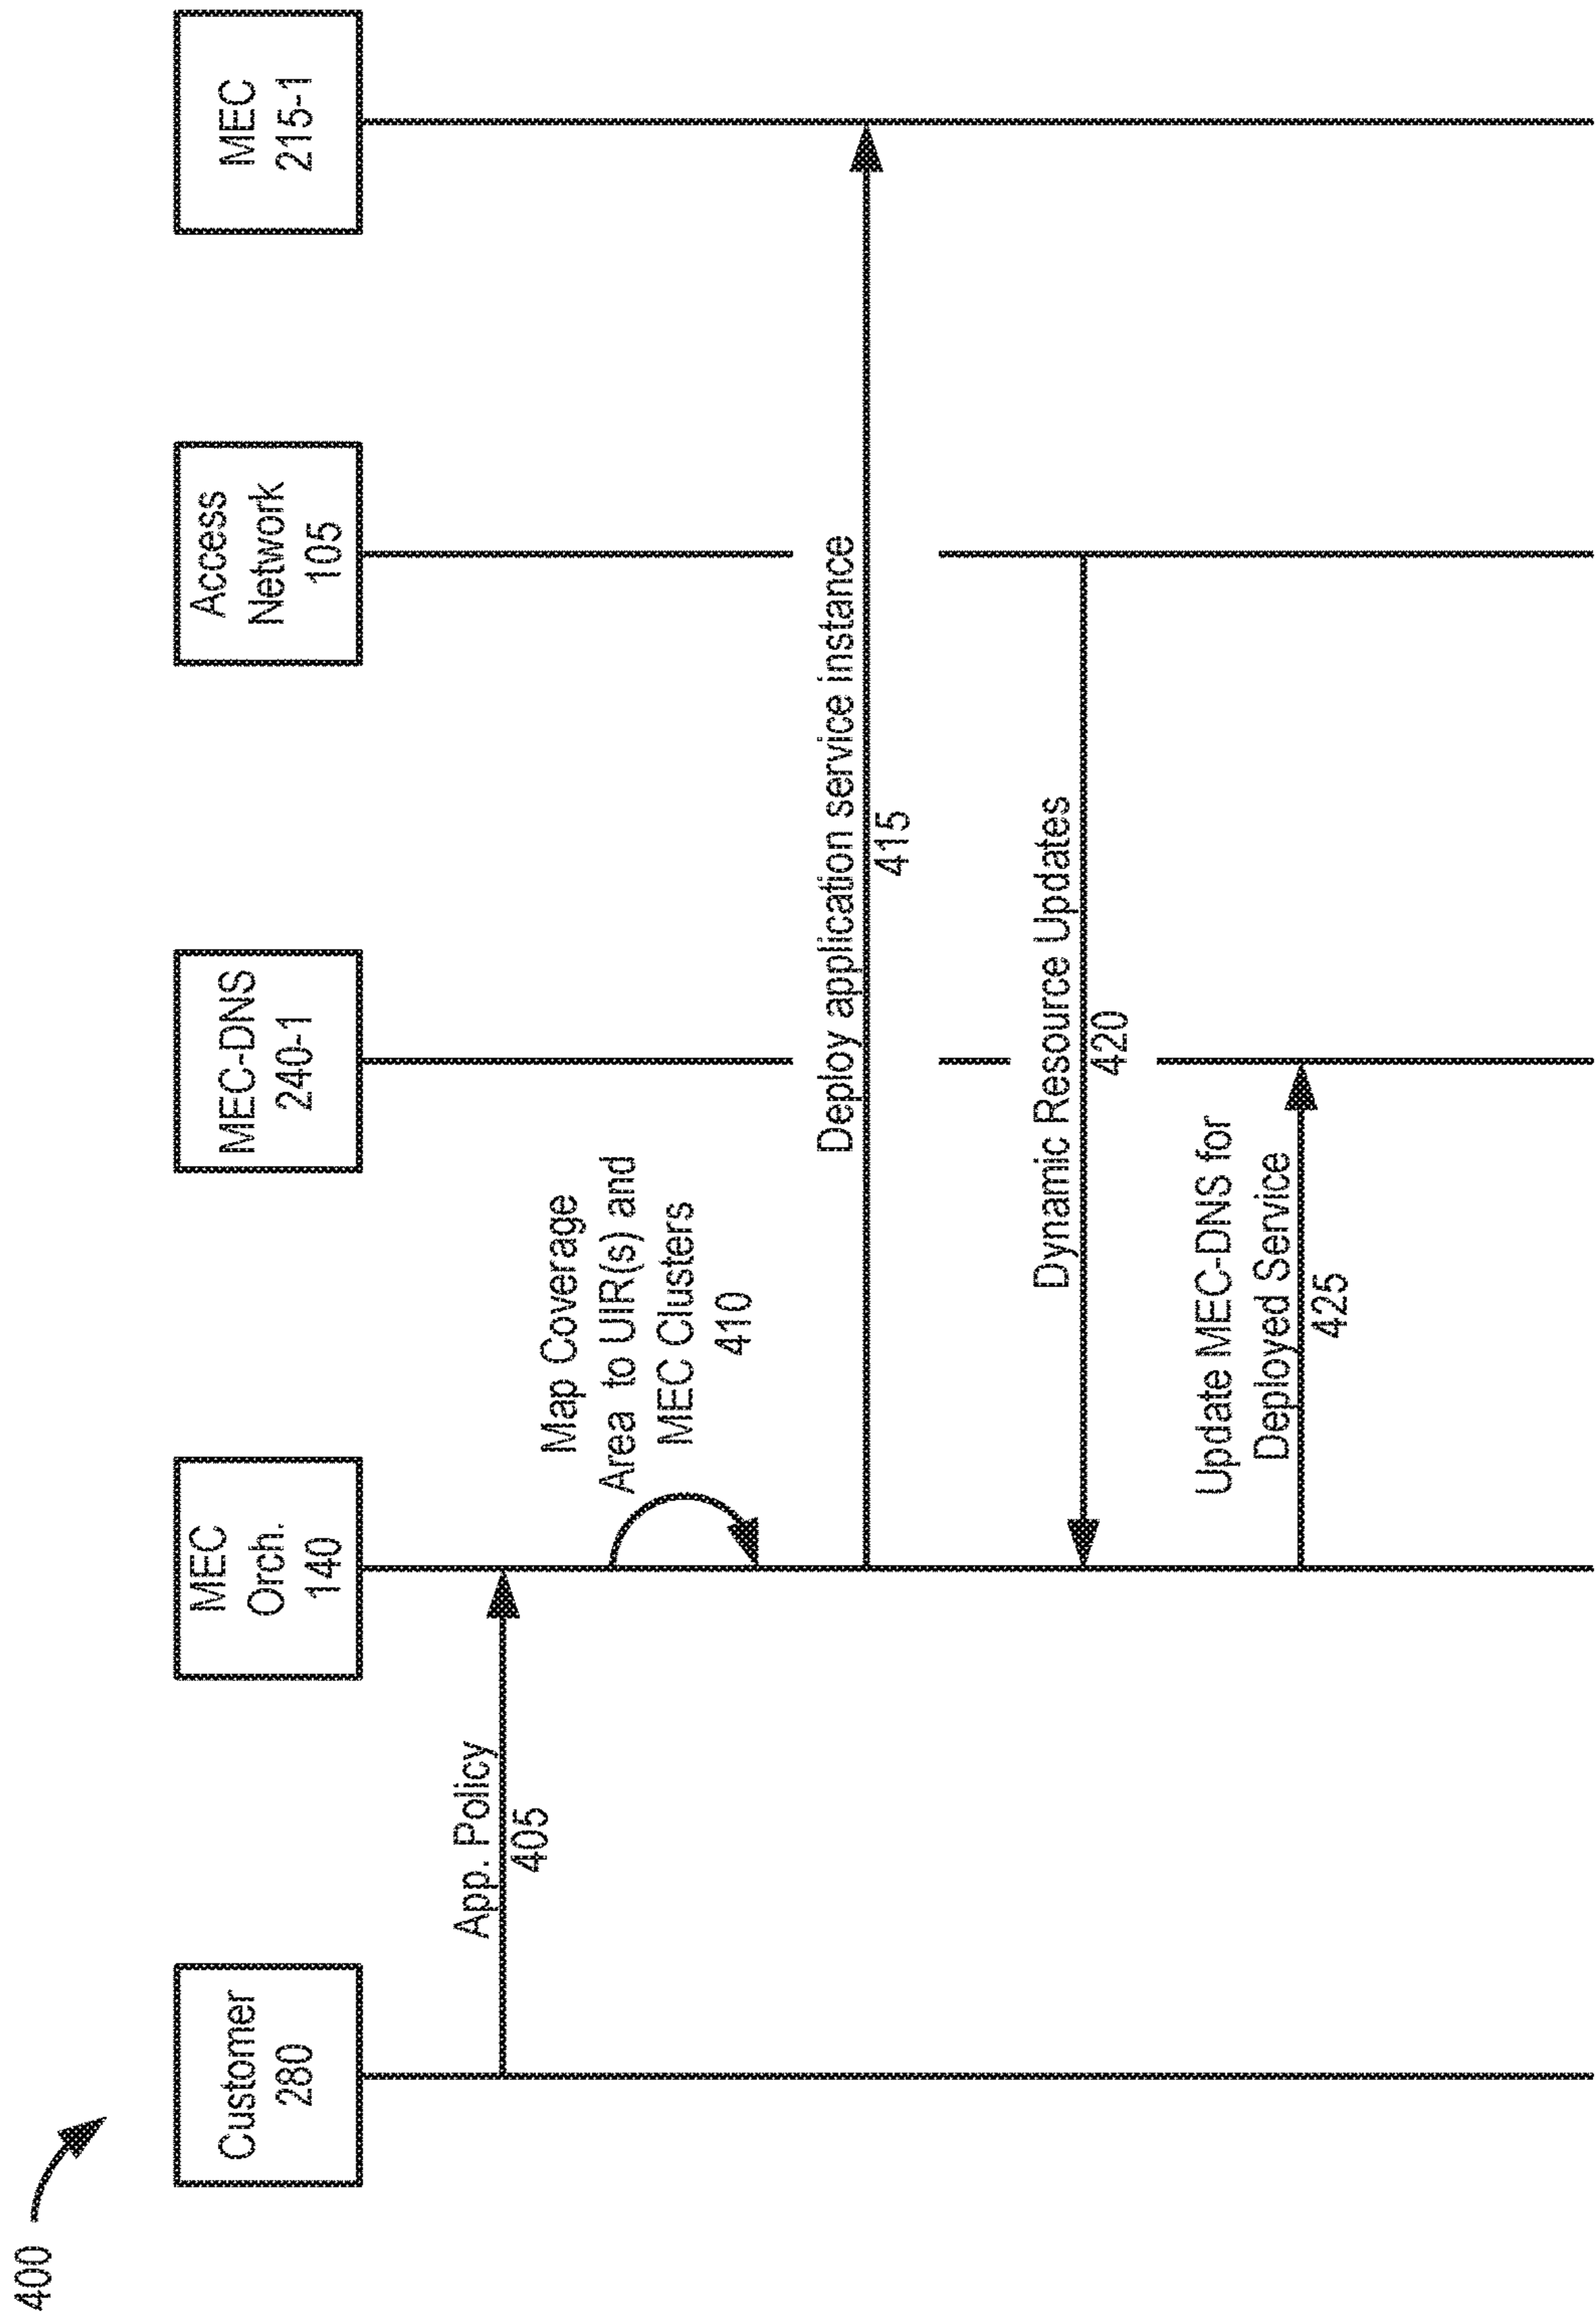 400
Customer
280
MEC
Orch.
140
MEC-DNS
240-1
Access
Network
105
MEC
215-1
App. Policy
405
Map Coverage
Area to UIR(s) and
MEC Clusters
410
Deploy application service instance
415
Dynamic Resource Updates
420
Update MEC-DNS for
Deployed Service
425